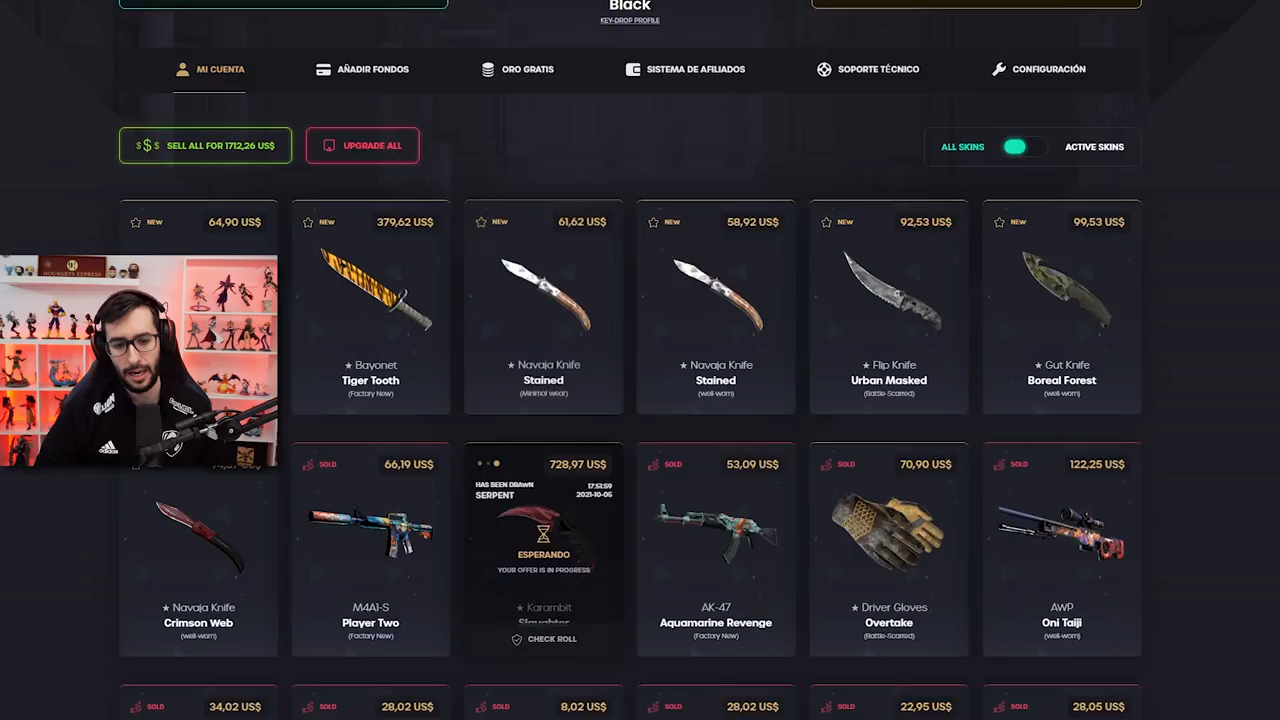 Black
KEY-DROP PROFILE
MI CUENTA
AÑADIR FONDOS
ORO GRATIS
SISTEMA DE AFILIADOS
SOPORTE TÉCNICO
CONFIGURACIÓN
$$$ SELL ALL FOR 1712,26 US$
UPGRADE ALL
ALL SKINS
ACTIVE SKINS
NEW 64,90 US$
NEW 379,62 US$
NEW 61,62 US$
NEW 58,92 US$
NEW 92,53 US$
NEW 99,53 US$
HOGWARTS EXPRESS
adidas
★ Bayonet
Tiger Tooth
(Factory New)
★ Navaja Knife
Stained
(Minimal wear)
★ Navaja Knife
Stained
(well-worn)
★ Flip Knife
Urban Masked
(Battle-Scarred)
★ Gut Knife
Boreal Forest
(well-worn)
★ Navaja Knife
Crimson Web
(well-worn)
SOLD 66,19 US$
M4A1-S
Player Two
(Factory New)
728,97 US$
HAS BEEN DRAWN
SERPENT
17:51:59
2021-10-05
ESPERANDO
YOUR OFFER IS IN PROGRESS
★ Karambit
Slaughter
CHECK ROLL
SOLD 53,09 US$
AK-47
Aquamarine Revenge
(Factory New)
SOLD 70,90 US$
★ Driver Gloves
Overtake
(Battle-Scarred)
SOLD 122,25 US$
AWP
Oni Taiji
(well-worn)
SOLD 34,02 US$
SOLD 28,02 US$
SOLD 8,02 US$
SOLD 28,02 US$
SOLD 22,95 US$
SOLD 28,05 US$